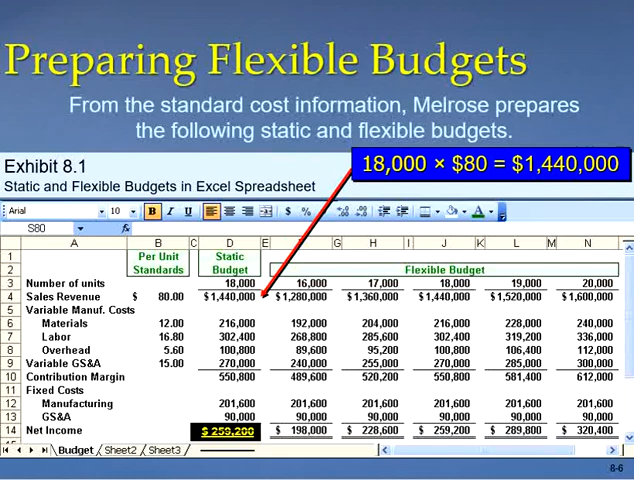 Preparing Flexible Budgets
From the standard cost information, Melrose prepares
the following static and flexible budgets.
18,000 × $80 = $1,440,000
Exhibit 8.1
Static and Flexible Budgets in Excel Spreadsheet
Arial 10 B I U $ % A
S80 fx
A B C D E G H I J K L M N
1 Per Unit Static
2 Standards Budget Flexible Budget
3 Number of units 18,000 16,000 17,000 18,000 19,000 20,000
4 Sales Revenue $ 80.00 $1,440,000 $1,280,000 $1,360,000 $1,440,000 $1,520,000 $1,600,000
5 Variable Manuf. Costs
6 Materials 12.00 216,000 192,000 204,000 216,000 228,000 240,000
7 Labor 16.80 302,400 268,800 285,600 302,400 319,200 336,000
8 Overhead 5.60 100,800 89,600 95,200 100,800 106,400 112,000
9 Variable GS&A 15.00 270,000 240,000 255,000 270,000 285,000 300,000
10 Contribution Margin 550,800 489,600 520,200 550,800 581,400 612,000
11 Fixed Costs
12 Manufacturing 201,600 201,600 201,600 201,600 201,600 201,600
13 GS&A 90,000 90,000 90,000 90,000 90,000 90,000
14 Net Income $ 259,200 $ 198,000 $ 228,600 $ 259,200 $ 289,800 $ 320,400
Budget Sheet2 Sheet3
8-6